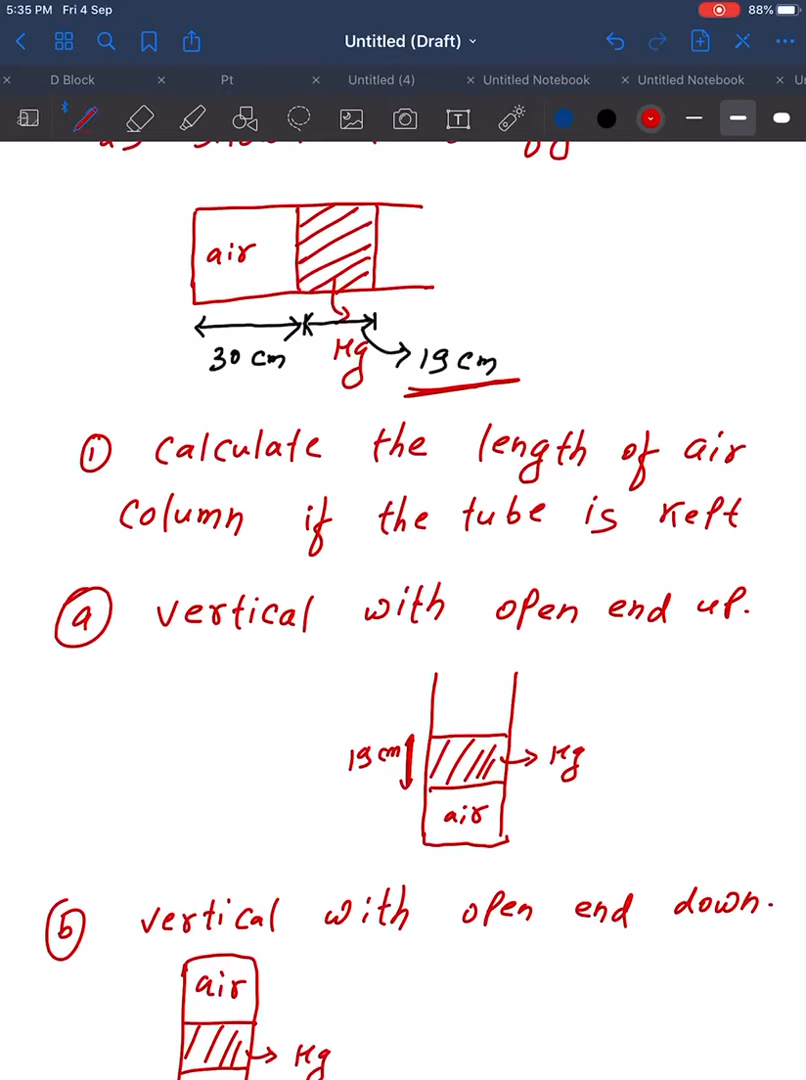 5:35 PM Fri 4 Sep
88%
Untitled (Draft)
D Block
Pt
Untitled (4)
Untitled Notebook
Untitled Notebook
T
air
30 cm
Hg
19 cm
① calculate the length of air
column if the tube is kept
ⓐ vertical with open end up.
19 cm
Hg
air
ⓑ vertical with open end down.
air
Hg